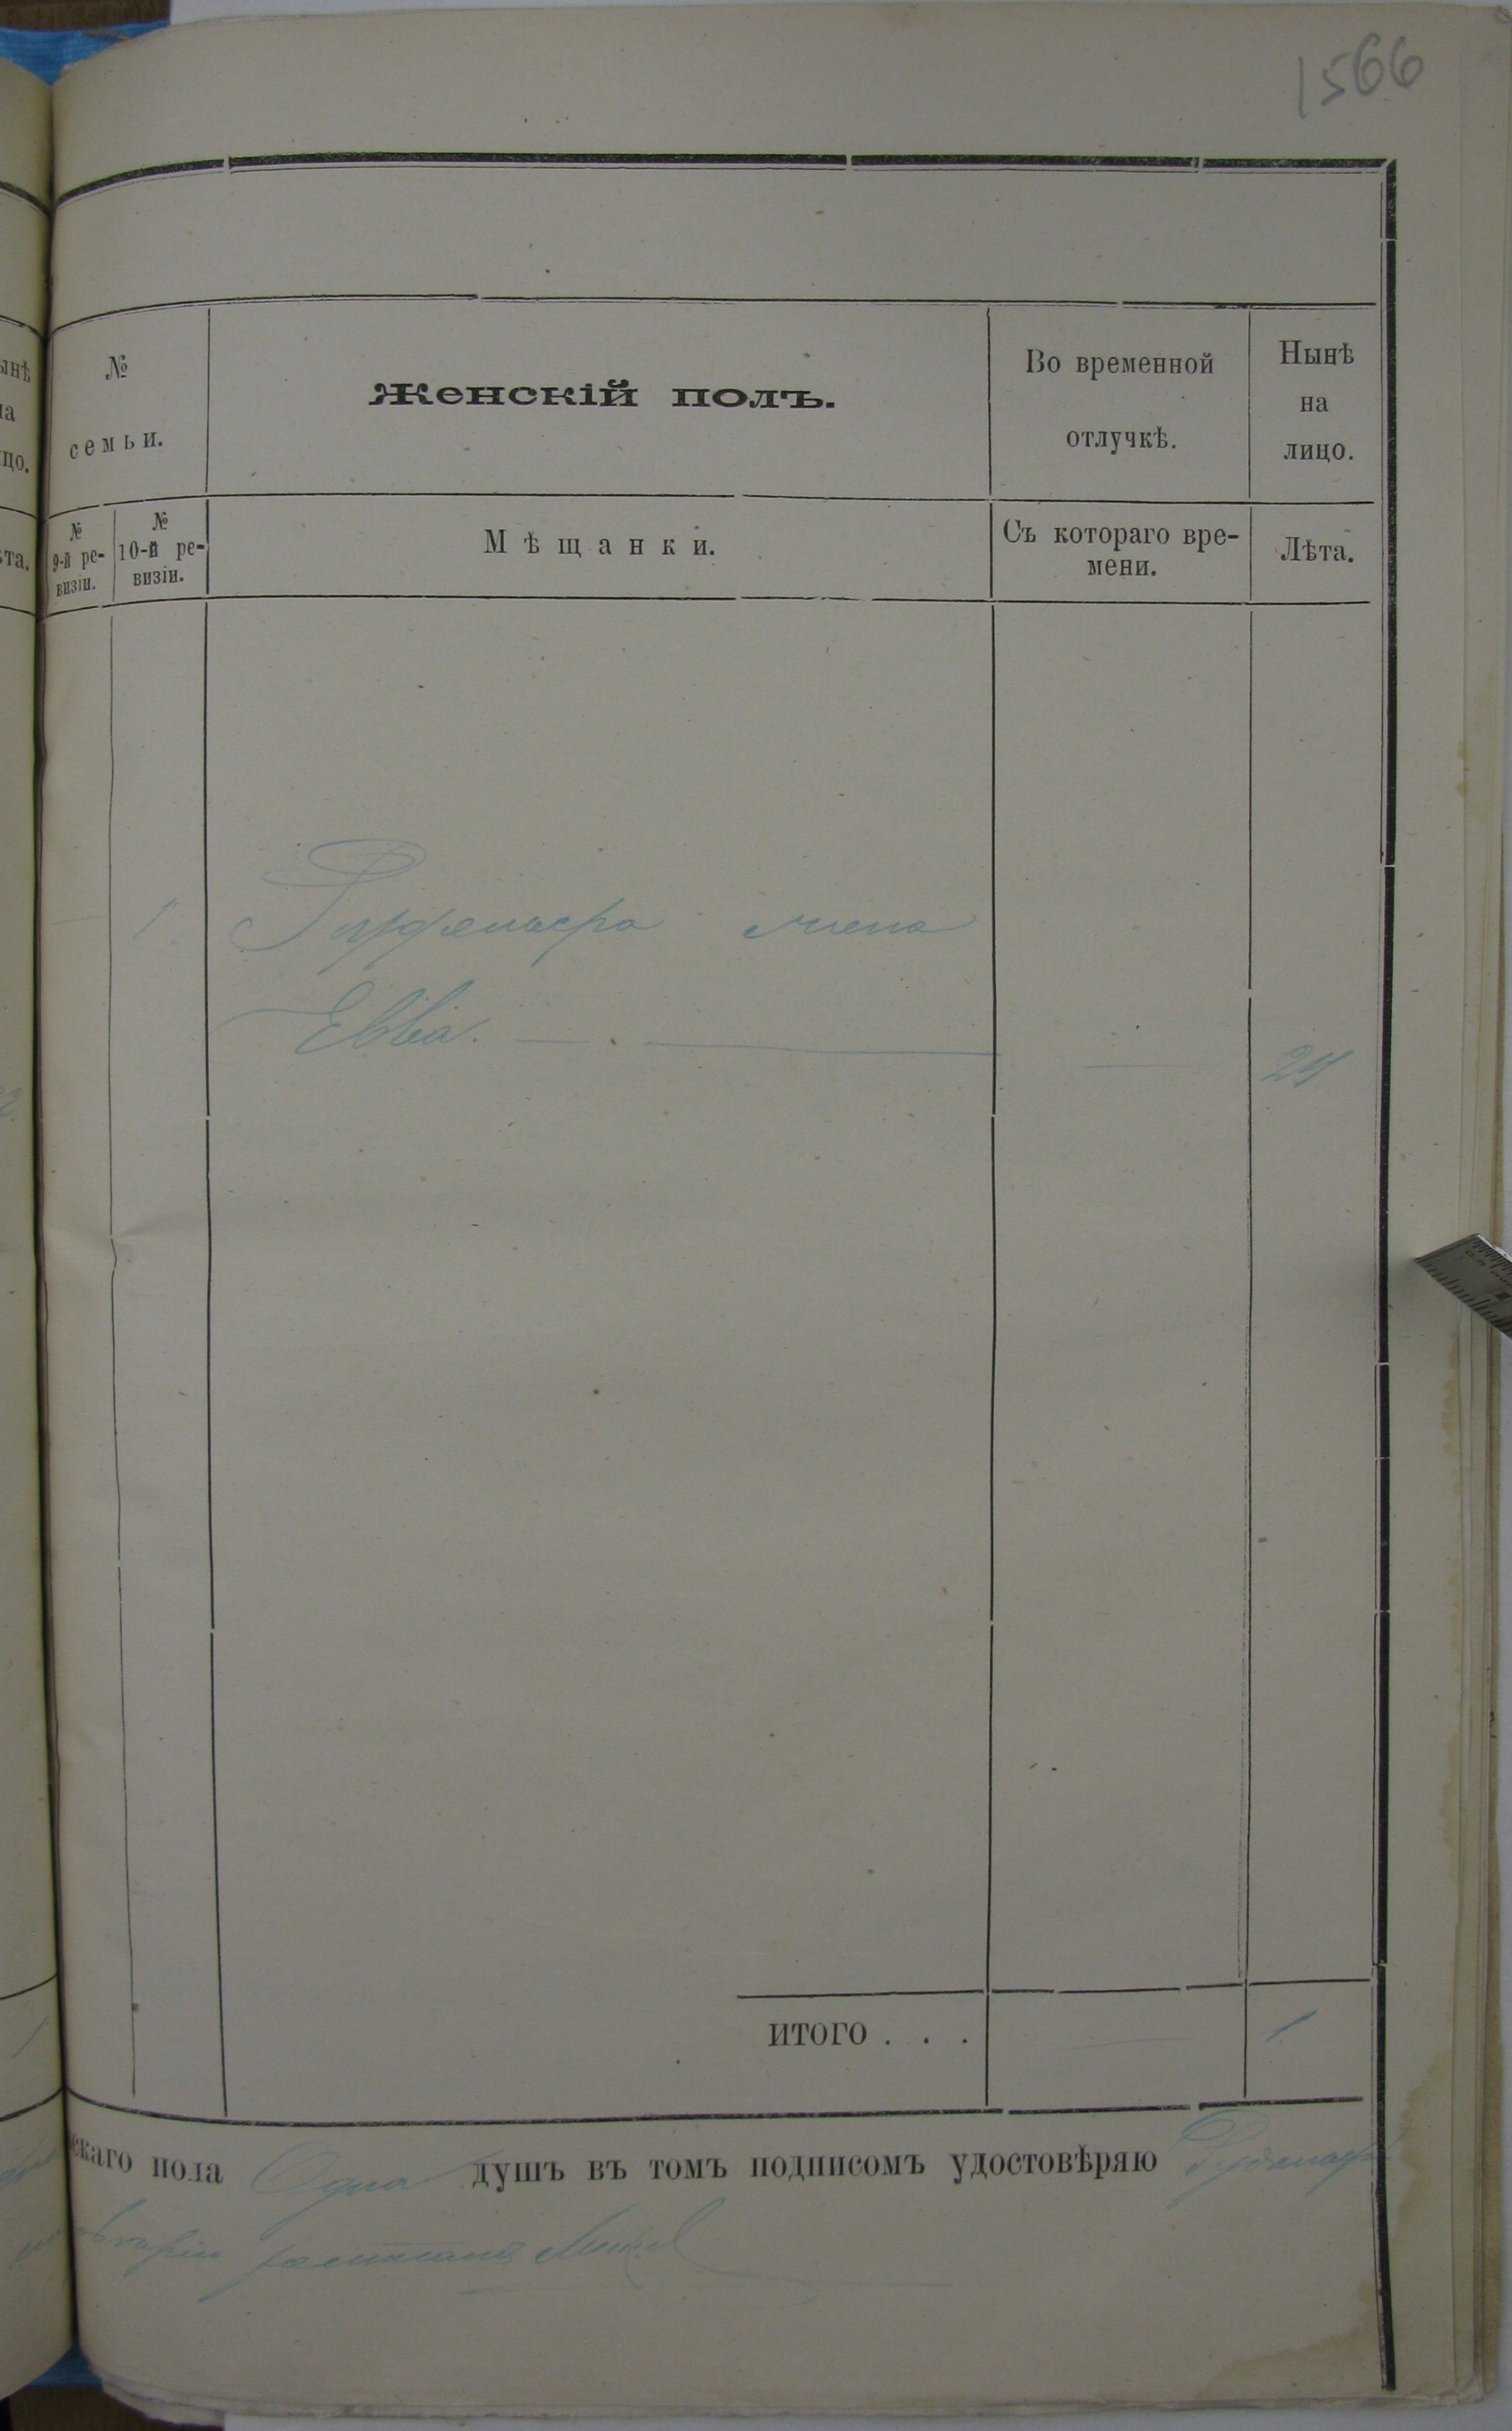 1566
№
семьи.
Женскій полъ.
Во временной
отлучкѣ.
Нынѣ
на
лицо.
№
9-й ре-
визіи.
№
10-й ре-
визіи.
Мѣщанки.
Съ котораго вре-
мени.
Лѣта.
1. жена
Евва. — — — 24
ИТОГО . . . — 1
скаго пола Одна душъ въ томъ подписомъ удостовѣряю